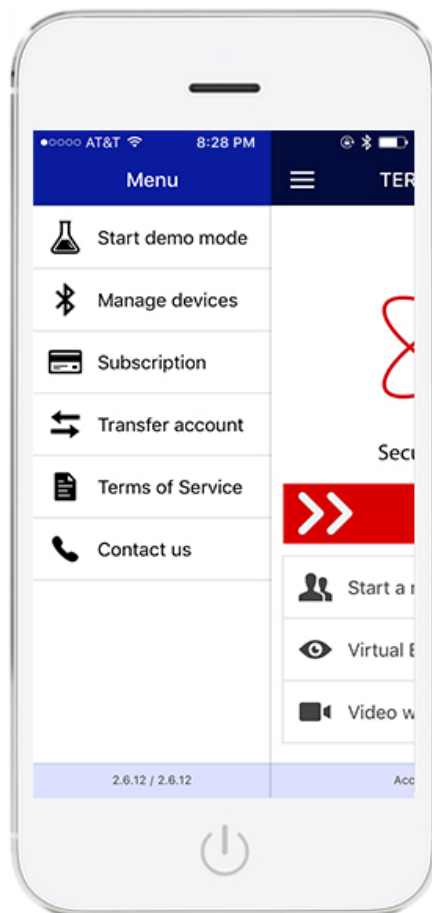 AT&T 8:28 PM
Menu
TER
Start demo mode
Manage devices
Subscription
Transfer account
Terms of Service
Contact us
Secu
Start a
Virtual E
Video w
2.6.12 / 2.6.12
Acc